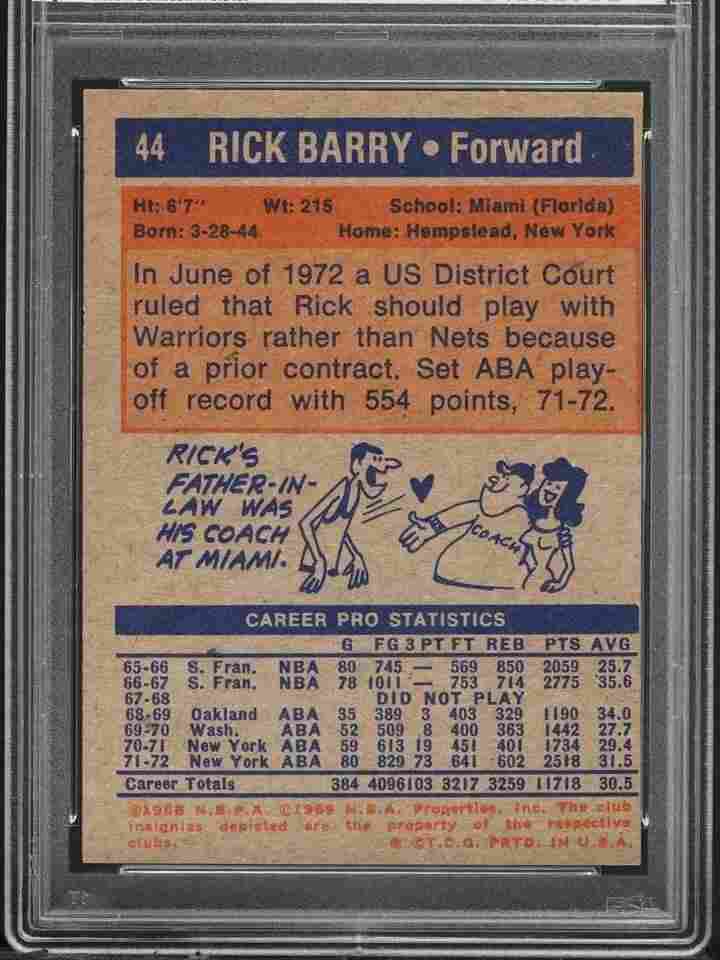 44 RICK BARRY • Forward
Ht: 6'7" Wt: 215 School: Miami (Florida)
Born: 3-28-44 Home: Hempstead, New York
In June of 1972 a US District Court
ruled that Rick should play with
Warriors rather than Nets because
of a prior contract. Set ABA play-
off record with 554 points, 71-72.
RICK'S
FATHER-IN-
LAW WAS
HIS COACH
AT MIAMI.
COACH
CAREER PRO STATISTICS
G FG 3 PT FT REB PTS AVG
65-66 S. Fran. NBA 80 745 — 569 850 2059 25.7
66-67 S. Fran. NBA 78 1011 — 753 714 2775 35.6
67-68 DID NOT PLAY
68-69 Oakland ABA 35 389 3 403 329 1190 34.0
69-70 Wash. ABA 52 509 8 400 363 1442 27.7
70-71 New York ABA 59 613 19 451 401 1734 29.4
71-72 New York ABA 80 829 73 641 602 2518 31.5
Career Totals 384 4096 103 3217 3259 11718 30.5
©1968 N.B.P.A. ©1969 N.B.A. Properties, Inc. The club
insignias depicted are the property of the respective
clubs. © T.C.G. PRTD. IN U.S.A.